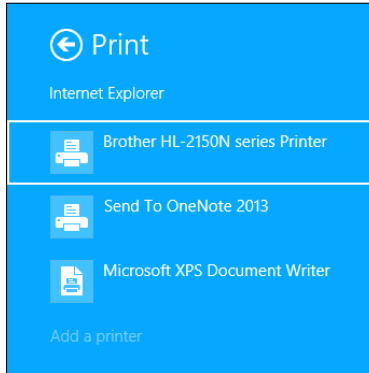 Print
Internet Explorer
Brother HL-2150N series Printer
Send To OneNote 2013
Microsoft XPS Document Writer
Add a printer